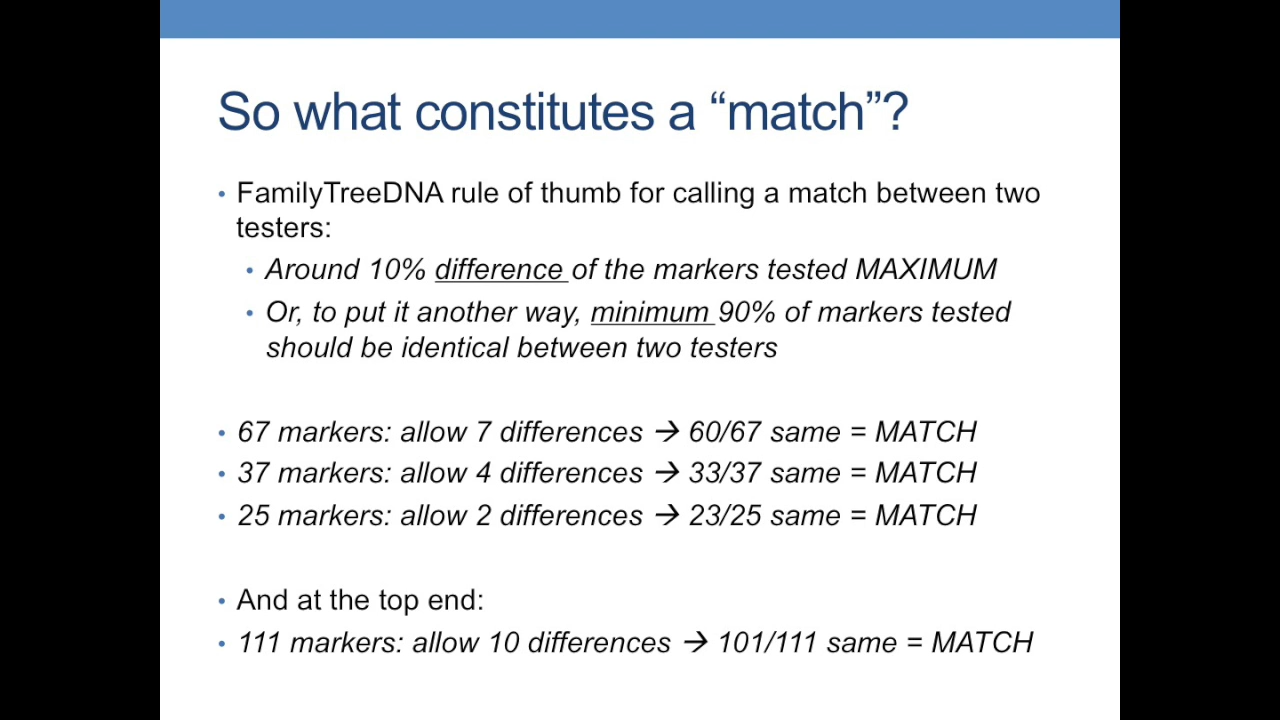 So what constitutes a “match”?
• FamilyTreeDNA rule of thumb for calling a match between two
testers:
• Around 10% difference of the markers tested MAXIMUM
• Or, to put it another way, minimum 90% of markers tested
should be identical between two testers
• 67 markers: allow 7 differences → 60/67 same = MATCH
• 37 markers: allow 4 differences → 33/37 same = MATCH
• 25 markers: allow 2 differences → 23/25 same = MATCH
• And at the top end:
• 111 markers: allow 10 differences → 101/111 same = MATCH